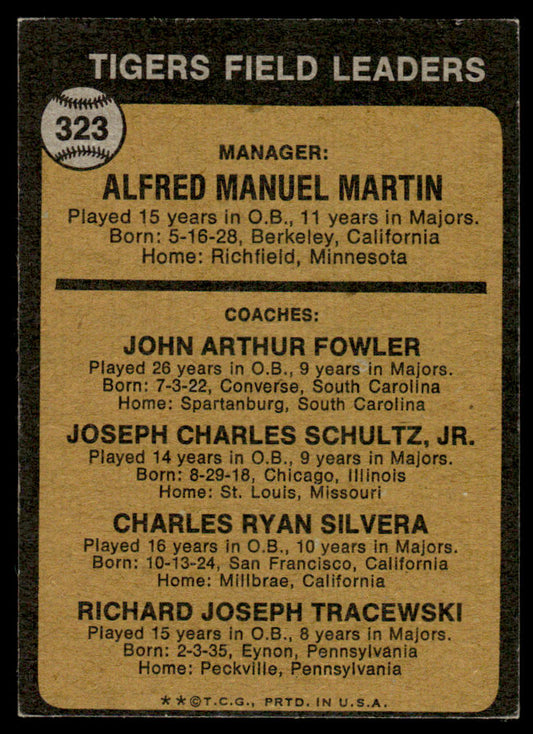 TIGERS FIELD LEADERS
323
MANAGER:
ALFRED MANUEL MARTIN
Played 15 years in O.B., 11 years in Majors.
Born: 5-16-28, Berkeley, California
Home: Richfield, Minnesota
COACHES:
JOHN ARTHUR FOWLER
Played 26 years in O.B., 9 years in Majors.
Born: 7-3-22, Converse, South Carolina
Home: Spartanburg, South Carolina
JOSEPH CHARLES SCHULTZ, JR.
Played 14 years in O.B., 9 years in Majors.
Born: 8-29-18, Chicago, Illinois
Home: St. Louis, Missouri
CHARLES RYAN SILVERA
Played 16 years in O.B., 10 years in Majors.
Born: 10-13-24, San Francisco, California
Home: Millbrae, California
RICHARD JOSEPH TRACEWSKI
Played 15 years in O.B., 8 years in Majors.
Born: 2-3-35, Eynon, Pennsylvania
Home: Peckville, Pennsylvania
**©T.C.G., PRTD. IN U.S.A.